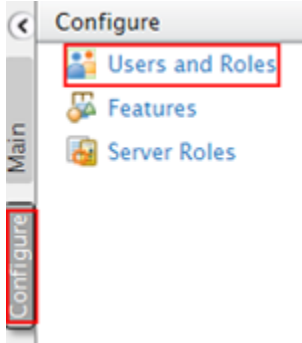 Configure
Users and Roles
Features
Server Roles
Main
Configure